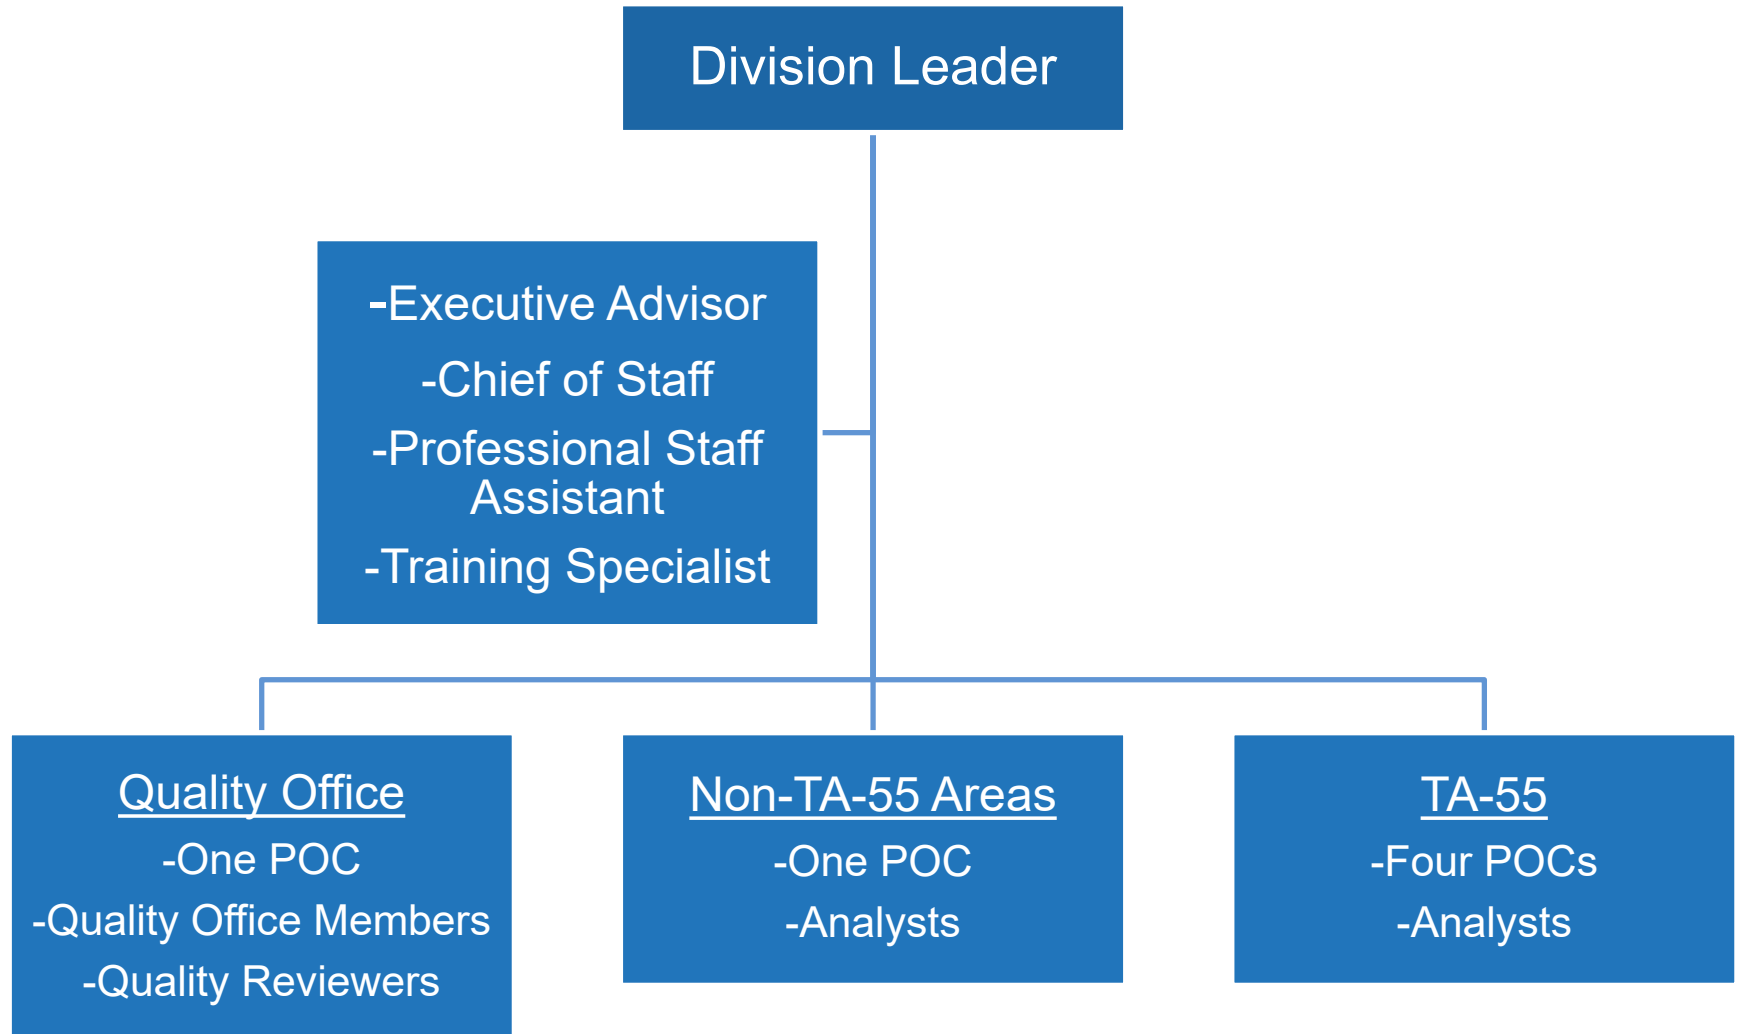 Division Leader
-Executive Advisor
-Chief of Staff
-Professional Staff
Assistant
-Training Specialist
Quality Office
-One POC
-Quality Office Members
-Quality Reviewers
Non-TA-55 Areas
-One POC
-Analysts
TA-55
-Four POCs
-Analysts